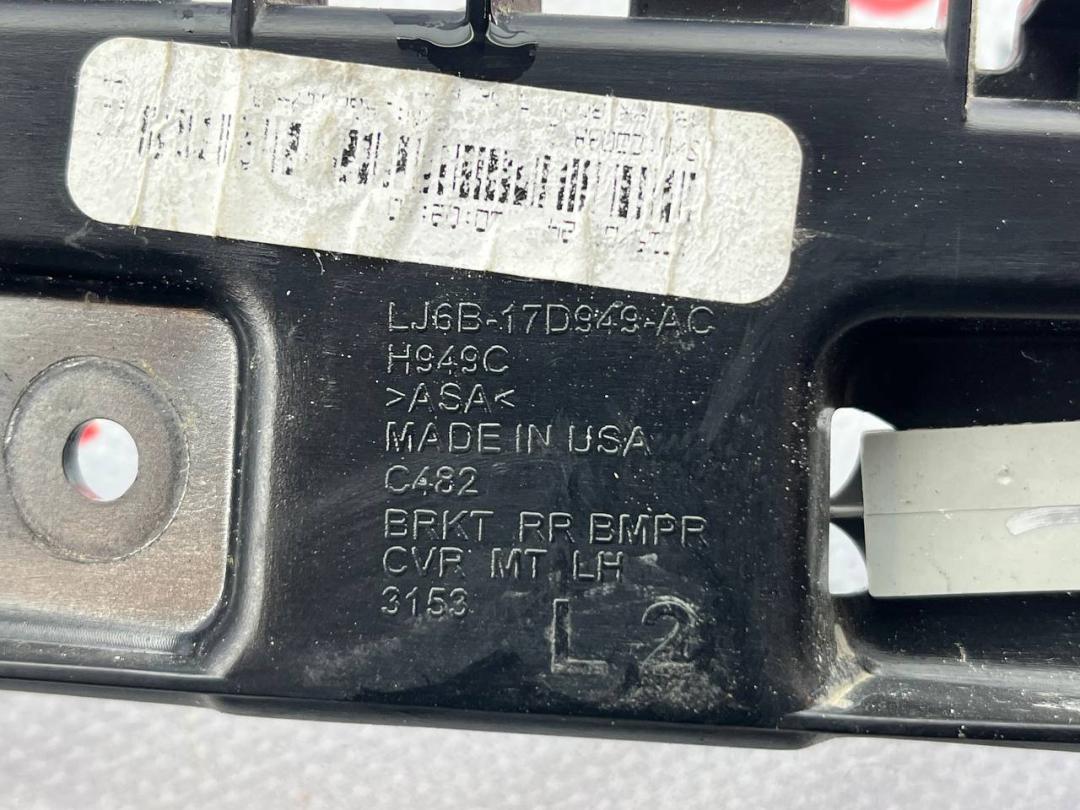 LJ6B-17D949-AC
H949C
>ASA<
MADE IN USA
C482
BRKT RR BMPR
CVR MT LH
3153
L 2